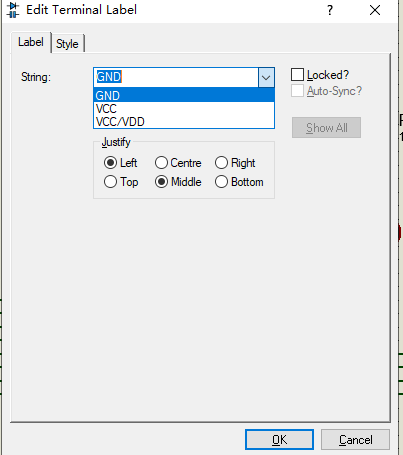 Edit Terminal Label
? ×
Label Style
String: GND
Locked?
GND
Auto-Sync?
VCC
VCC/VDD
Show All
Justify
Left Centre Right
Top Middle Bottom
OK Cancel